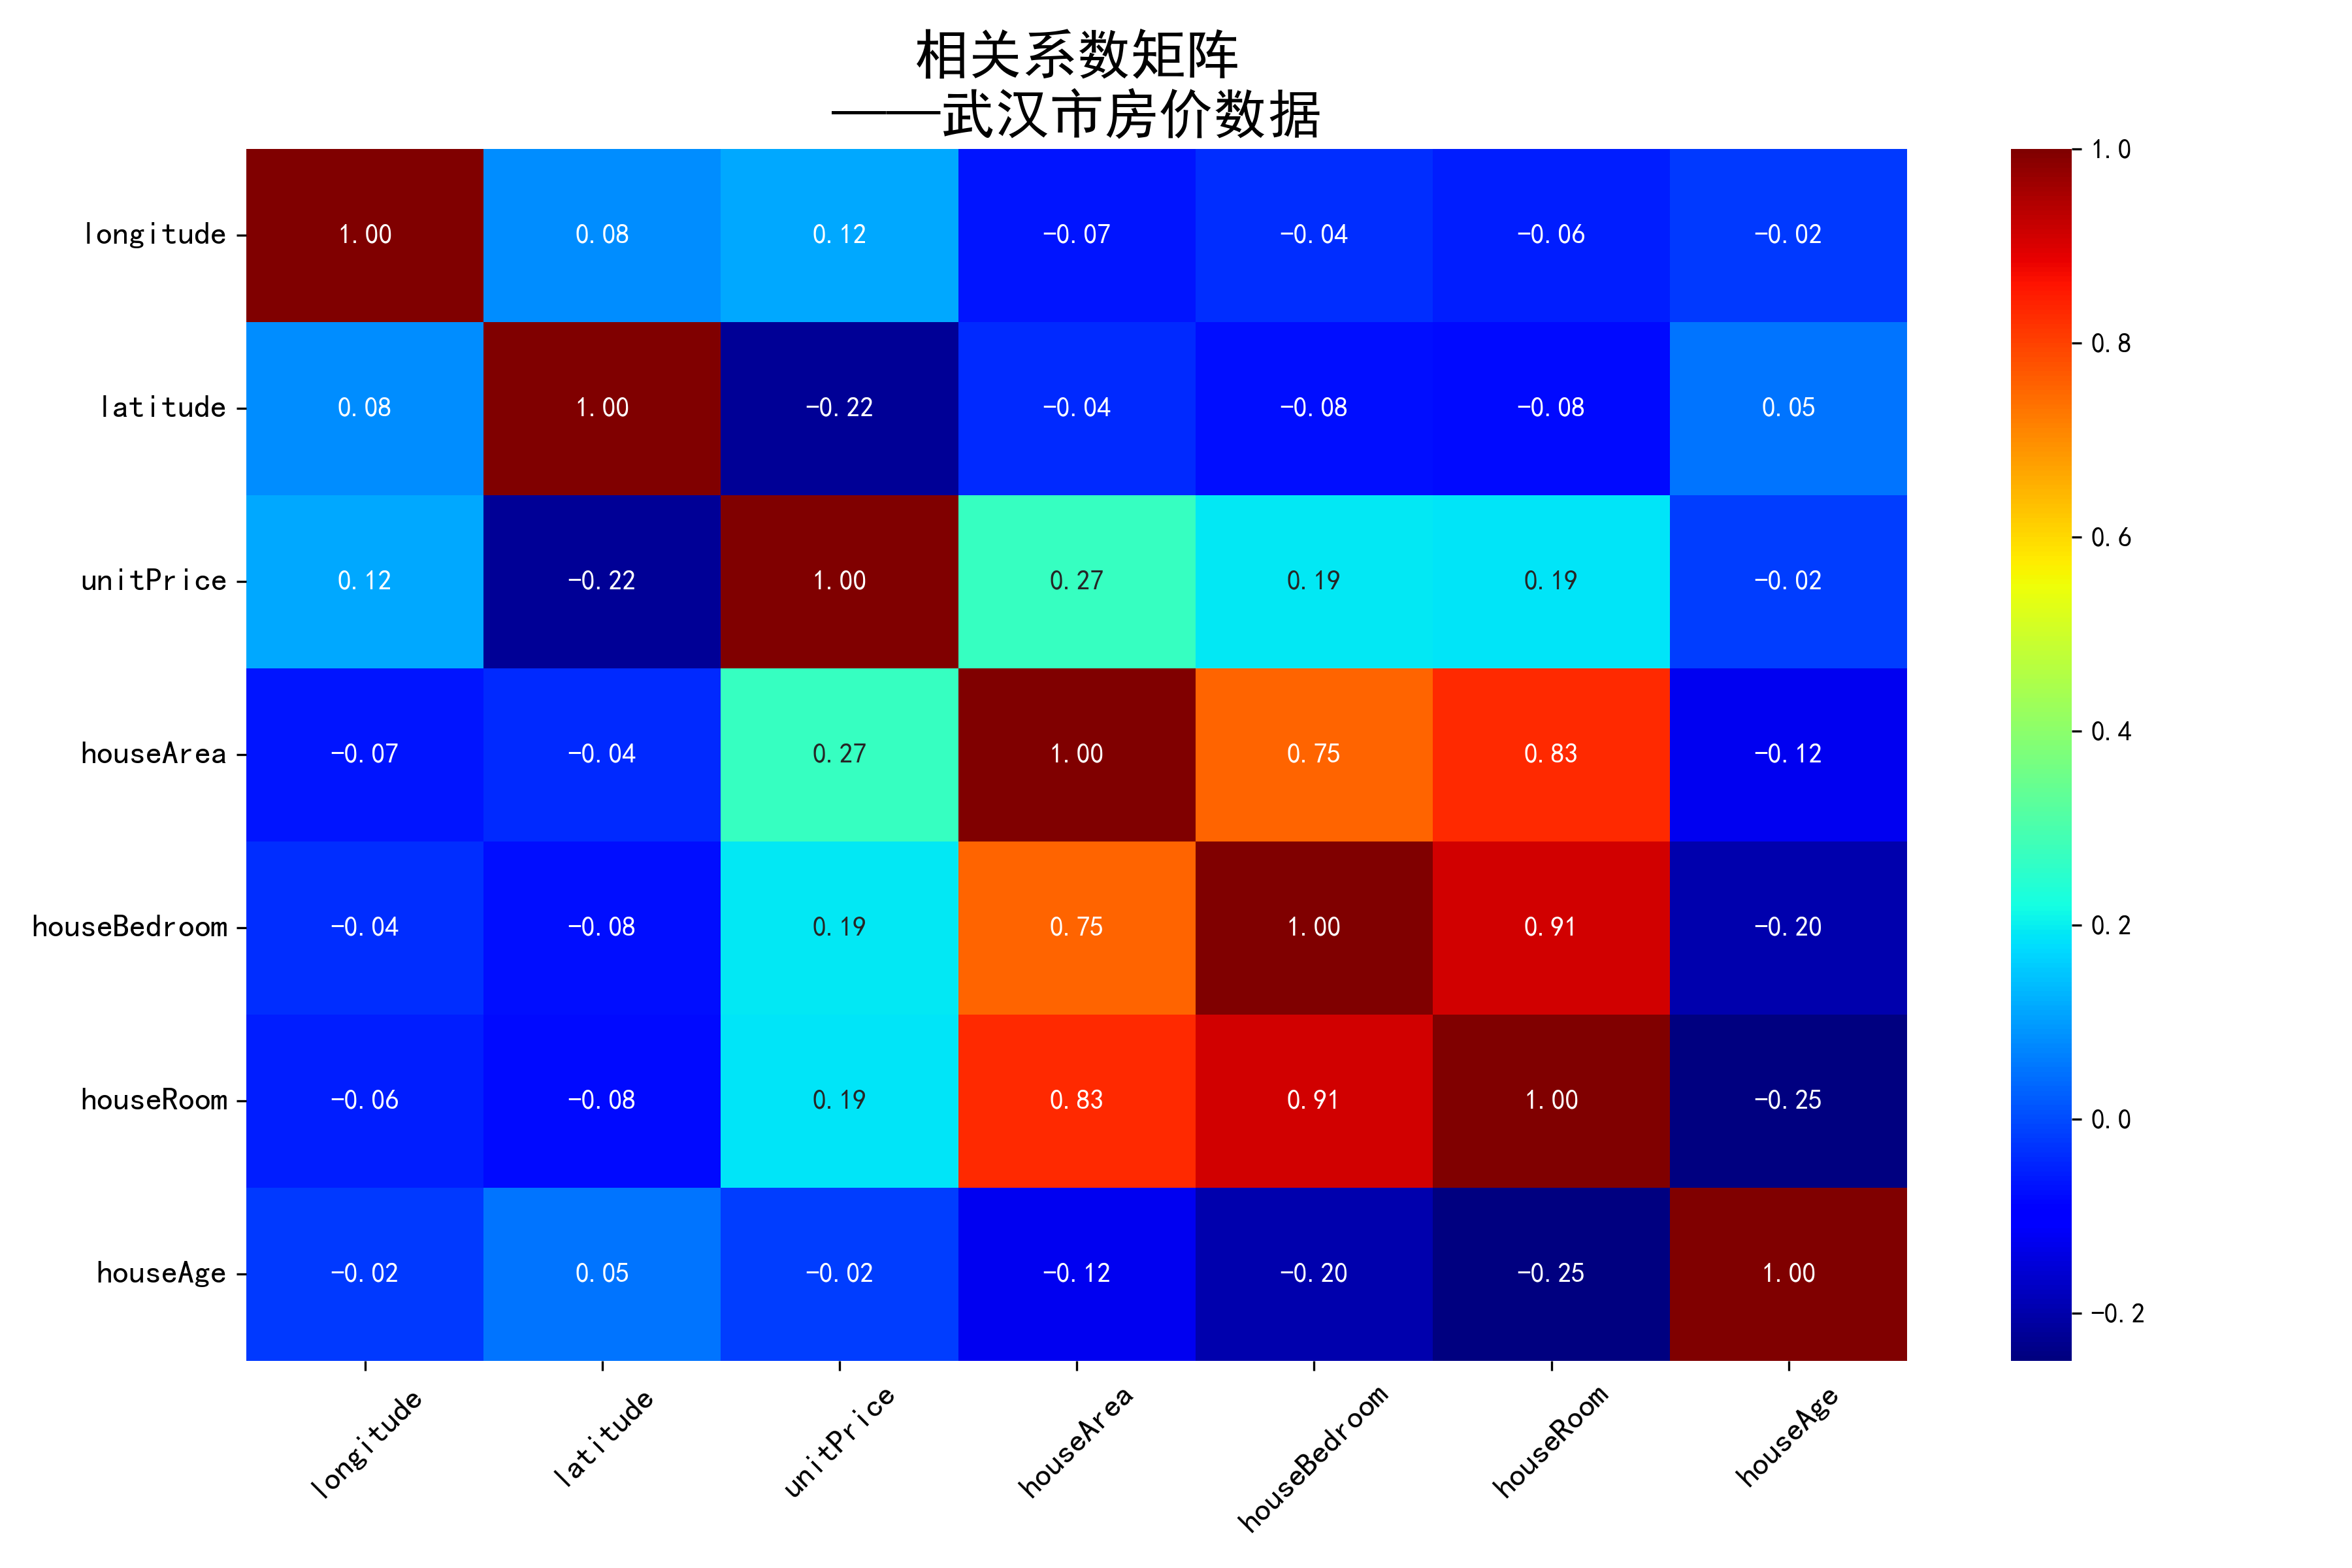 相关系数矩阵
——武汉市房价数据
longitude 1.00 0.08 0.12 −0.07 −0.04 −0.06 −0.02
latitude 0.08 1.00 −0.22 −0.04 −0.08 −0.08 0.05
unitPrice 0.12 −0.22 1.00 0.27 0.19 0.19 −0.02
houseArea −0.07 −0.04 0.27 1.00 0.75 0.83 −0.12
houseBedroom −0.04 −0.08 0.19 0.75 1.00 0.91 −0.20
houseRoom −0.06 −0.08 0.19 0.83 0.91 1.00 −0.25
houseAge −0.02 0.05 −0.02 −0.12 −0.20 −0.25 1.00
longitude latitude unitPrice houseArea houseBedroom houseRoom houseAge
1.0
0.8
0.6
0.4
0.2
0.0
−0.2